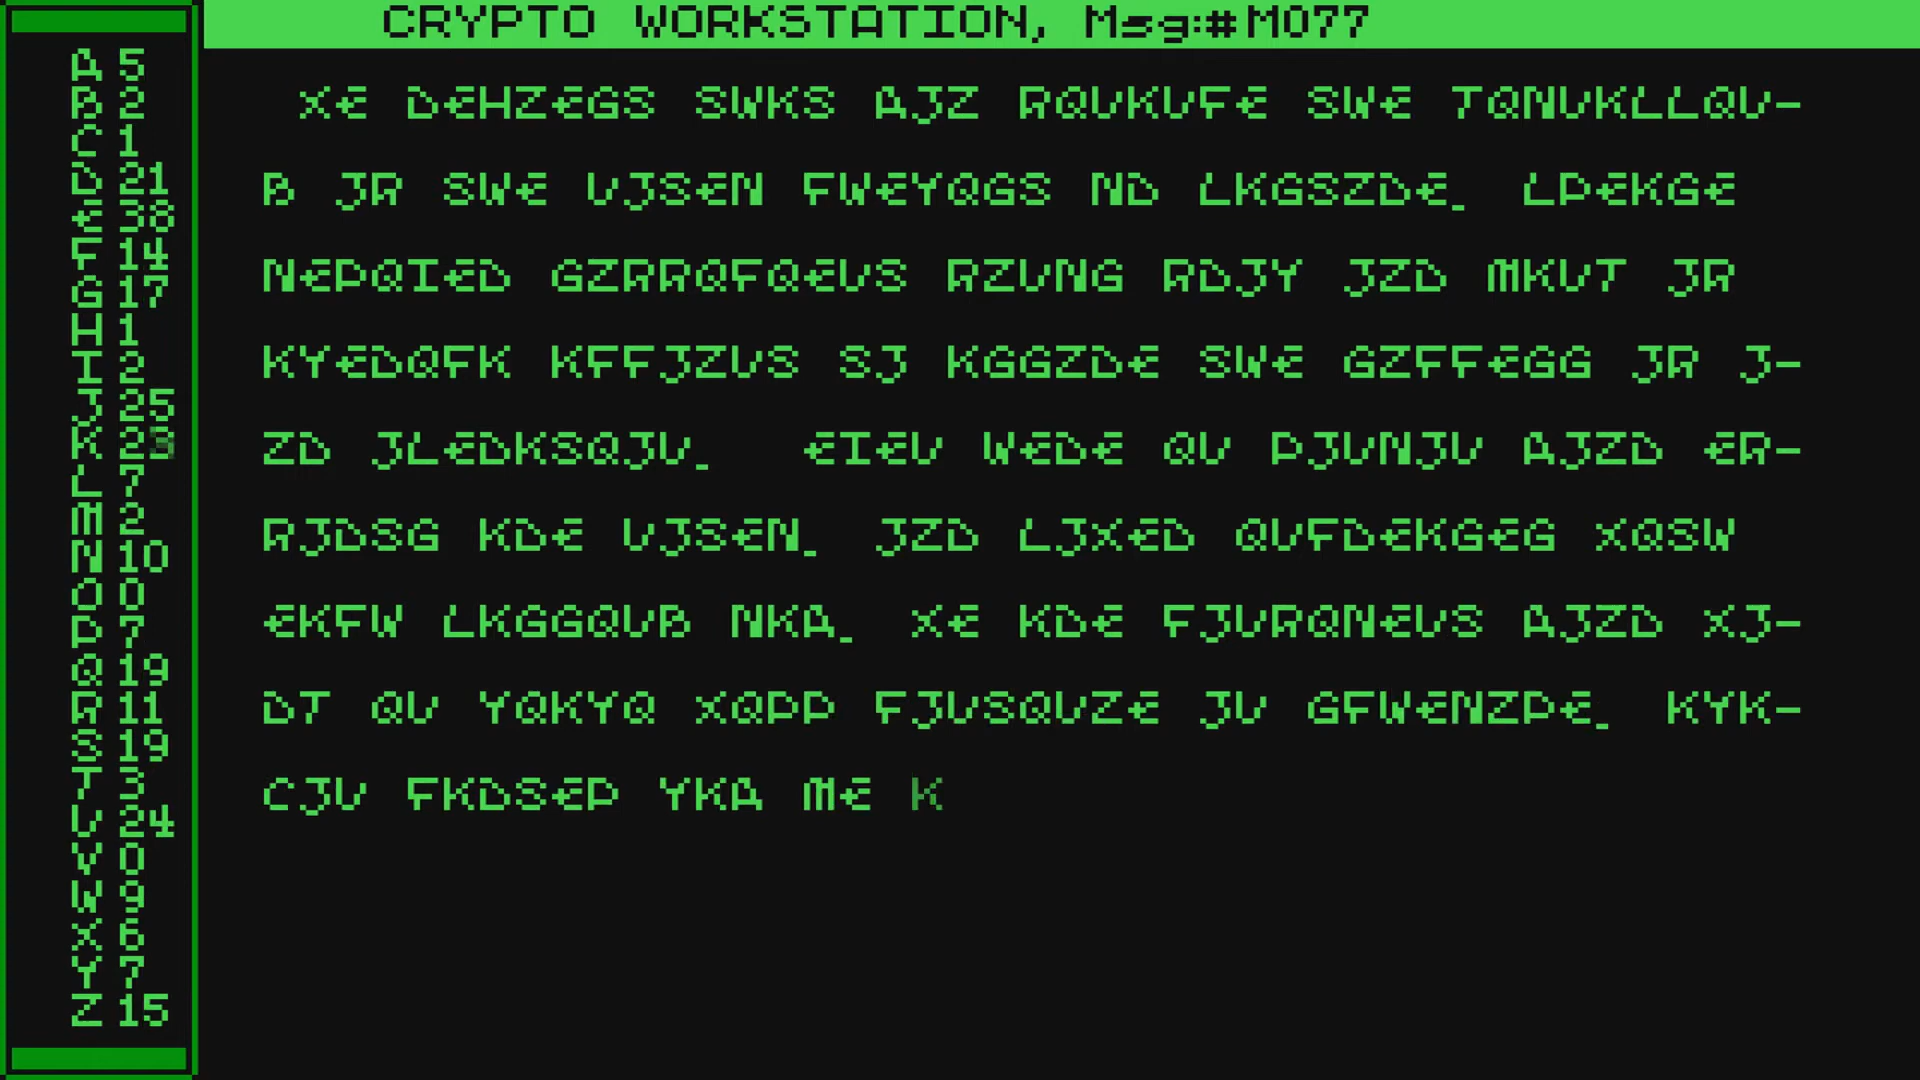 CRYPTO WORKSTATION, Msg:#M077
A 5
B 2
C 1
D 21
E 38
F 14
G 17
H 1
I 2
J 25
K
L 7
M 2
N 10
O 0
P 7
Q 19
R 11
S 19
T 3
U 24
V 0
W 9
X 6
Y 7
Z 15
XE DEHZEGS SWKS AJZ RQUKUFE SWE TQNUKLLQU-
B JR SWE UJSEN FWEYQGS ND LKGSZDE. LPEKGE
NEPQIED GZRRQFQEUS RZUNG RDJY JZD MKUT JR
KYEDQFK KFFJZUS SJ KGGZDE SWE GZFFEGG JR J-
ZD JLEDKSQJU. EIEU WEDE QU PJUNJU AJZD ER-
RJDSG KDE UJSEN. JZD LJXED QUFDEKGEG XQSW
EKFW LKGGQUB NKA. XE KDE FJURQNEUS AJZD XJ-
DT QU YQKYQ XQPP FJUSQUZE JU GFWENZPE. KYK-
CJU FKDSEP YKA ME K